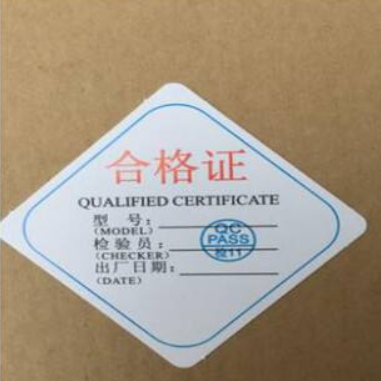 合格证
QUALIFIED CERTIFICATE
型 号：
(MODEL)
QC
PASS
检11
检验员：
(CHECKER)
出厂日期：
(DATE)